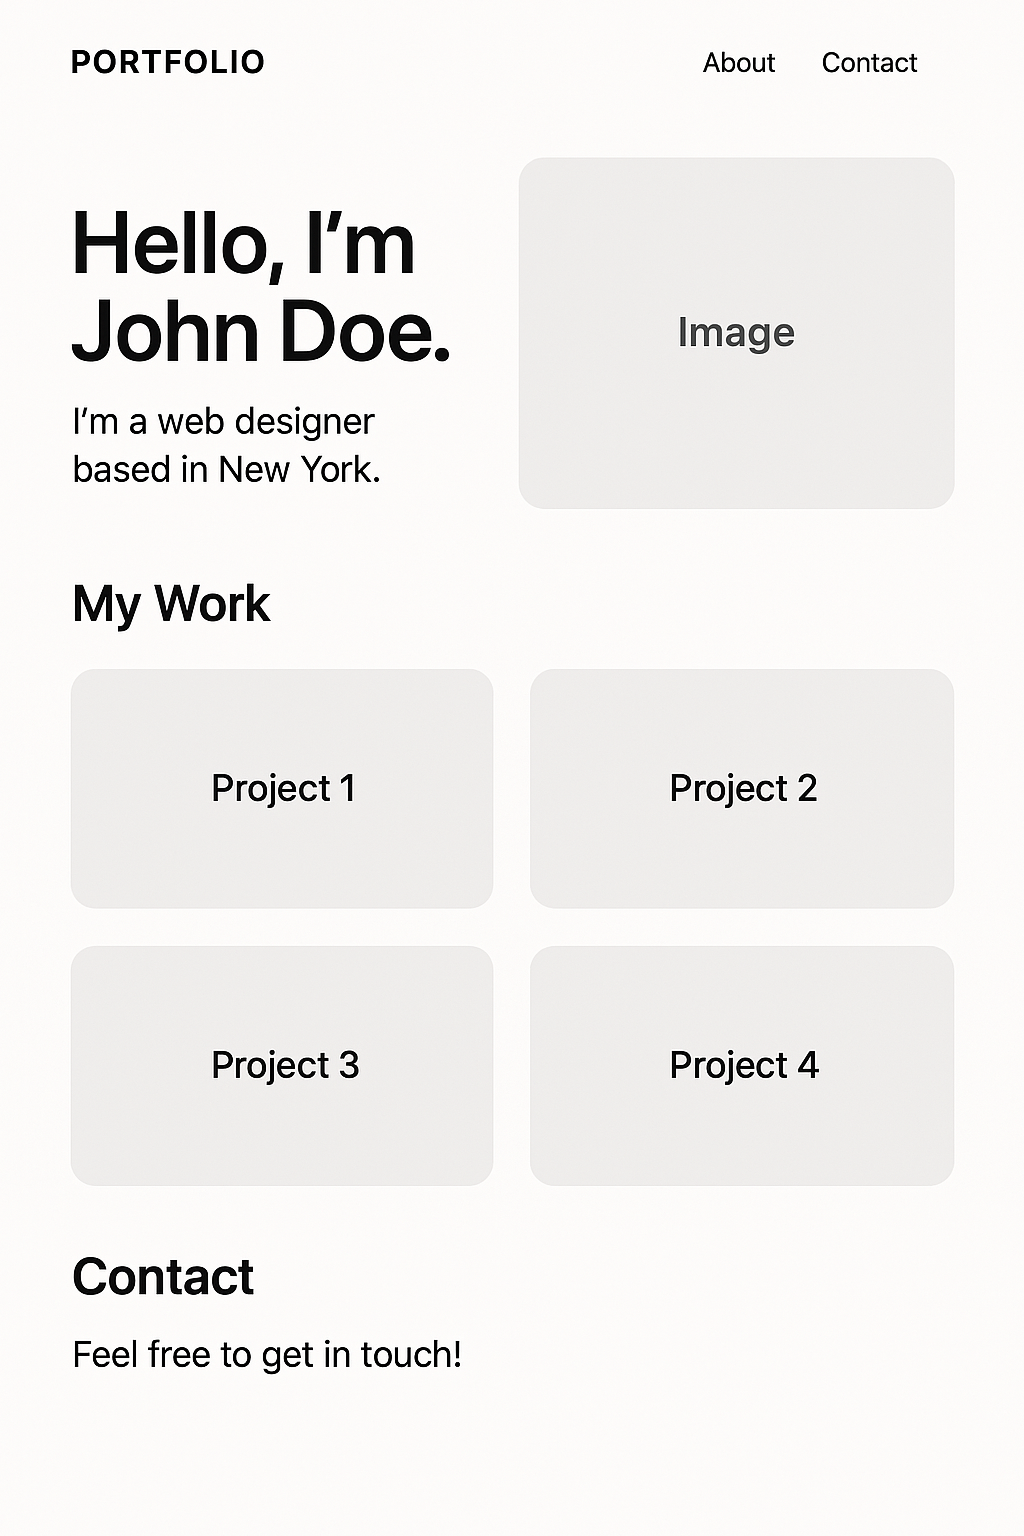 PORTFOLIO
About
Contact
Hello, I’m
John Doe.
I’m a web designer
based in New York.
Image
My Work
Project 1
Project 2
Project 3
Project 4
Contact
Feel free to get in touch!